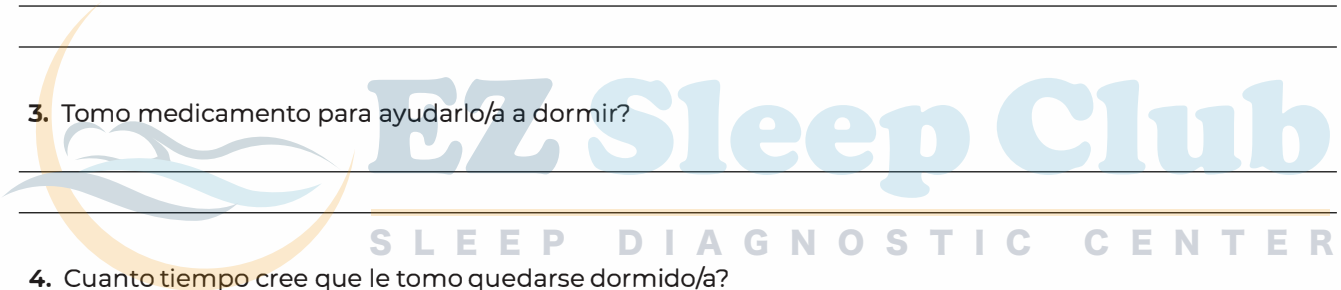 3. Tomo medicamento para ayudarlo/a a dormir?
EZ Sleep Club
SLEEP DIAGNOSTIC CENTER
4. Cuanto tiempo cree que le tomo quedarse dormido/a?